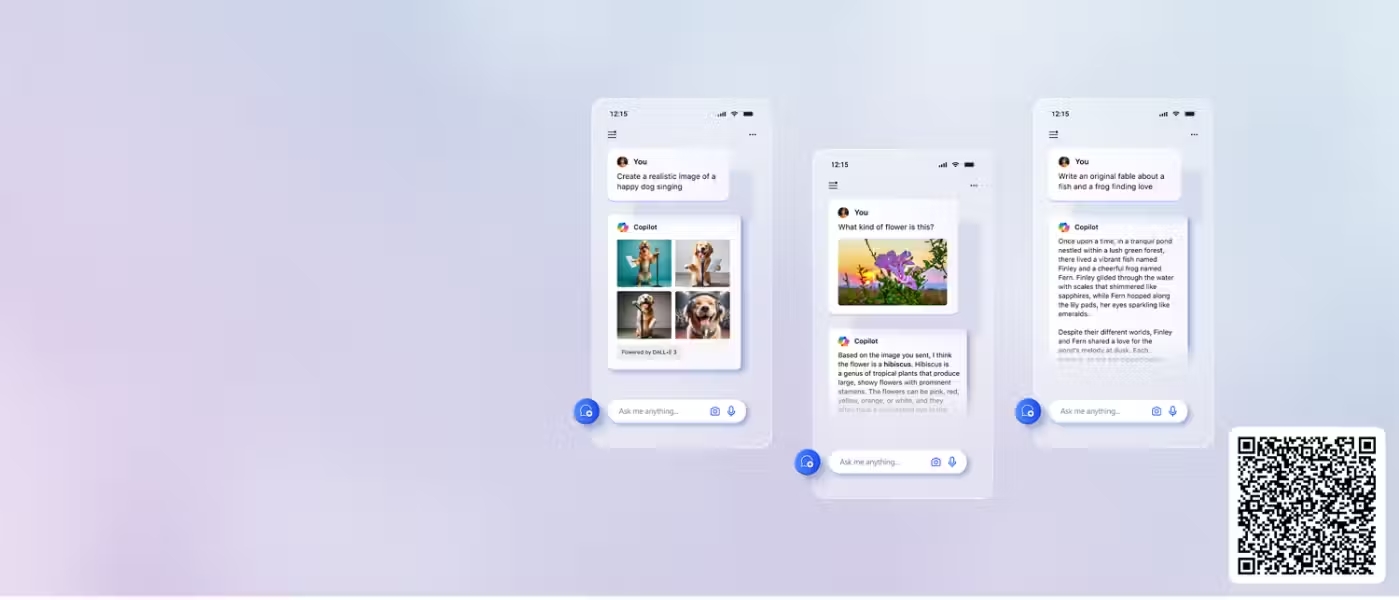 12:15
You
Create a realistic image of a
happy dog singing
Copilot
Powered by DALL·E 3
Ask me anything...
12:15
You
What kind of flower is this?
Copilot
Based on the image you sent, I think
the flower is a hibiscus. Hibiscus is
a genus of tropical plants that produce
large, showy flowers with prominent
stamens. The flowers can be pink, red,
yellow, orange, or white, and they
often have a
Ask me anything...
12:15
You
Write an original fable about a
fish and a frog finding love
Copilot
Once upon a time, in a tranquil pond
nestled within a lush green forest,
there lived a vibrant fish named
Finley and a cheerful frog named
Fern. Finley glided through the water
with scales that shimmered like
sapphires, while Fern hopped along
the lily pads, her eyes sparkling like
emeralds.
Despite their different worlds, Finley
and Fern shared a love for the
pond's melody at dusk. Each
Ask me anything...